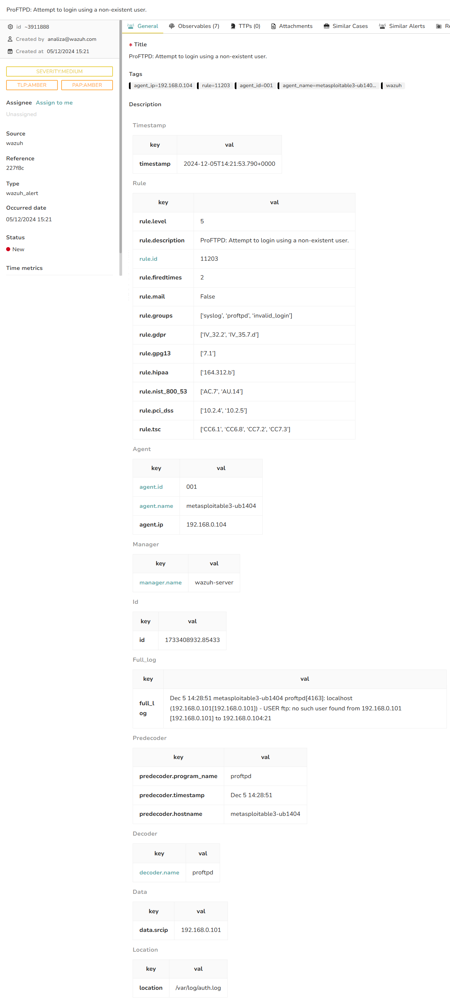 ProFTPD: Attempt to login using a non-existent user.
id ~3911888
Created by analiza@wazuh.com
Created at 05/12/2024 15:21
SEVERITY:MEDIUM
TLP:AMBER PAP:AMBER
Assignee Assign to me
Unassigned
Source
wazuh
Reference
227f8c
Type
wazuh_alert
Occurred date
05/12/2024 15:21
Status
New
Time metrics
General Observables (7) TTPs (0) Attachments Similar Cases Similar Alerts Re
* Title
ProFTPD: Attempt to login using a non-existent user.
Tags
agent_ip=192.168.0.104 rule=11203 agent_id=001 agent_name=metasploitable3-ub140... wazuh
Description
Timestamp
key val
timestamp 2024-12-05T14:21:53.790+0000
Rule
key val
rule.level 5
rule.description ProFTPD: Attempt to login using a non-existent user.
rule.id 11203
rule.firedtimes 2
rule.mail False
rule.groups [‘syslog’, ‘proftpd’, ‘invalid_login’]
rule.gdpr [‘IV_32.2’, ‘IV_35.7.d’]
rule.gpg13 [‘7.1’]
rule.hipaa [‘164.312.b’]
rule.nist_800_53 [‘AC.7’, ‘AU.14’]
rule.pci_dss [‘10.2.4’, ‘10.2.5’]
rule.tsc [‘CC6.1’, ‘CC6.8’, ‘CC7.2’, ‘CC7.3’]
Agent
key val
agent.id 001
agent.name metasploitable3-ub1404
agent.ip 192.168.0.104
Manager
key val
manager.name wazuh-server
Id
key val
id 1733408932.85433
Full_log
key val
full_l
og
Dec 5 14:28:51 metasploitable3-ub1404 proftpd[4163]: localhost
(192.168.0.101[192.168.0.101]) - USER ftp: no such user found from 192.168.0.101
[192.168.0.101] to 192.168.0.104:21
Predecoder
key val
predecoder.program_name proftpd
predecoder.timestamp Dec 5 14:28:51
predecoder.hostname metasploitable3-ub1404
Decoder
key val
decoder.name proftpd
Data
key val
data.srcip 192.168.0.101
Location
key val
location /var/log/auth.log